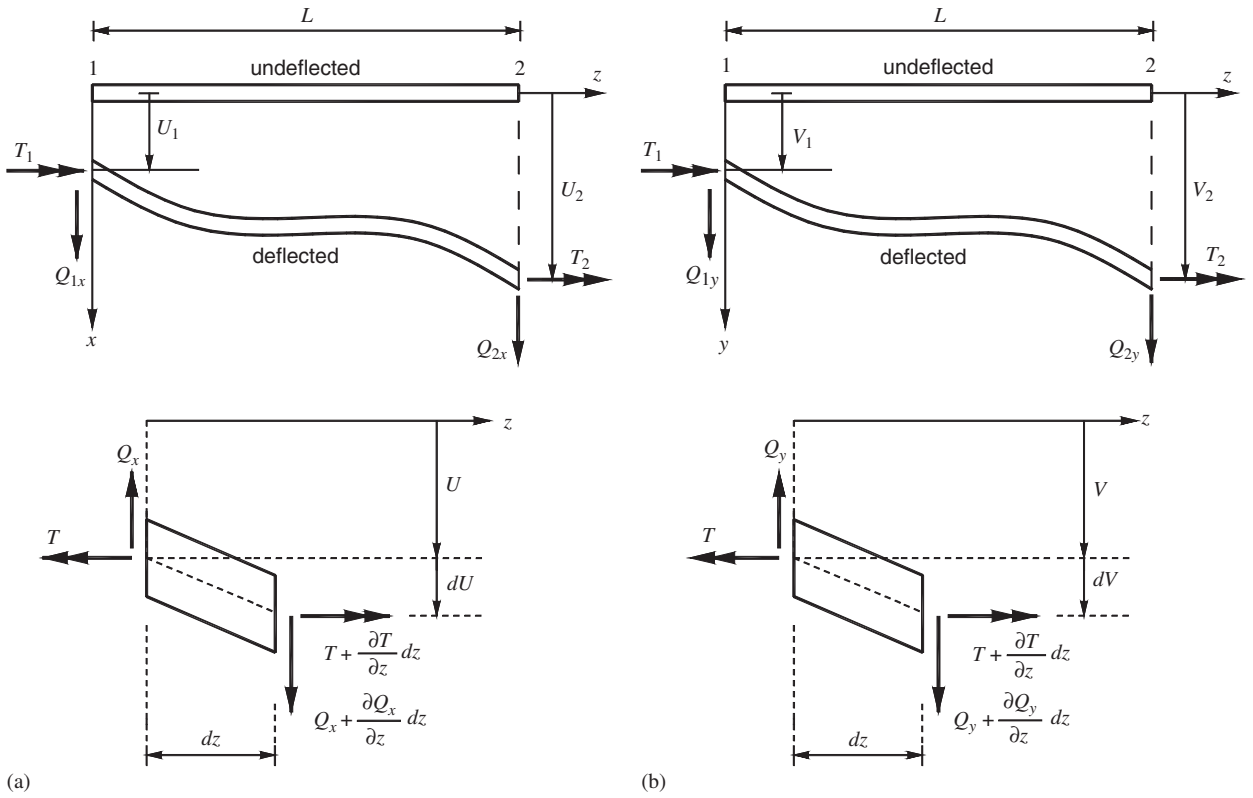 L
1 undeflected 2 z
U₁
T₁
U₂
Q₁ₓ
deflected
T₂
x
Q₂ₓ
z
Qₓ
U
T
dU
T + ∂T/∂z dz
Qₓ + ∂Qₓ/∂z dz
dz
(a)
L
1 undeflected 2 z
V₁
T₁
V₂
Q₁y
deflected
T₂
y
Q₂y
z
Qy
V
T
dV
T + ∂T/∂z dz
Qy + ∂Qy/∂z dz
dz
(b)